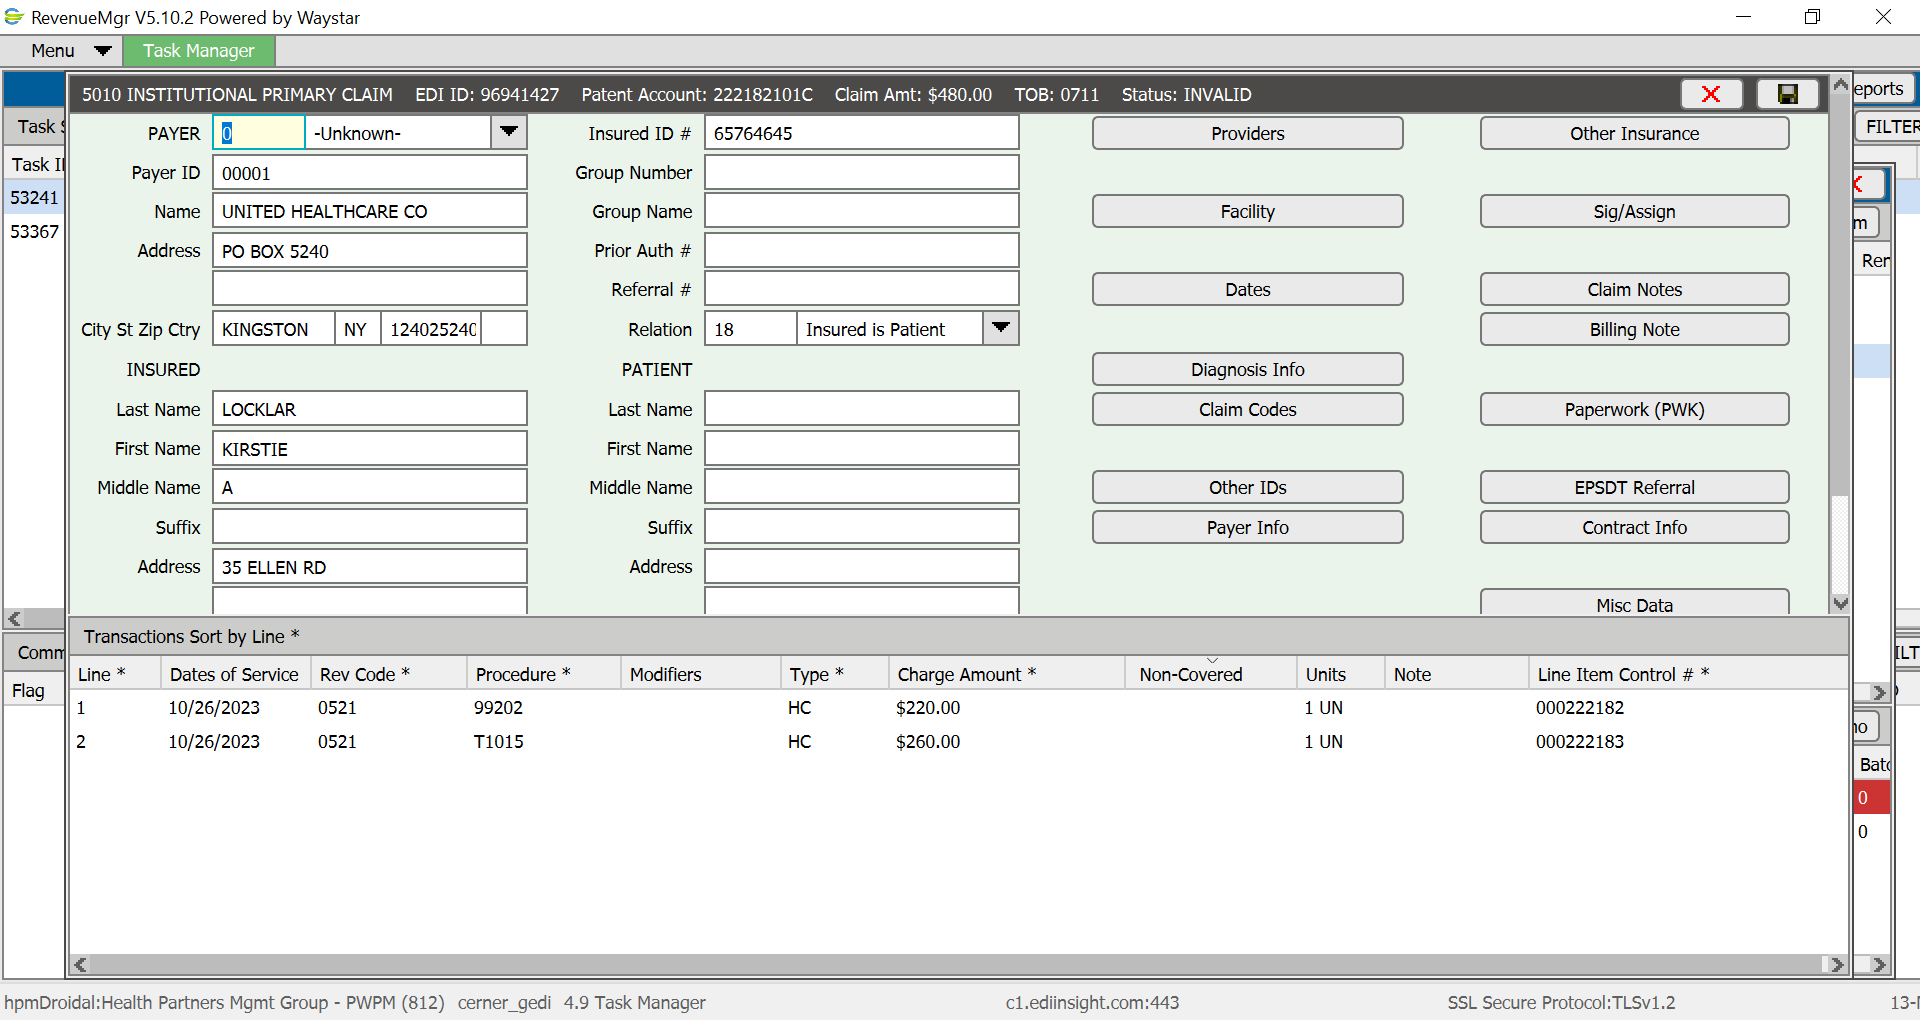 RevenueMgr V5.10.2 Powered by Waystar
Menu Task Manager
5010 INSTITUTIONAL PRIMARY CLAIM EDI ID: 96941427 Patent Account: 222182101C Claim Amt: $480.00 TOB: 0711 Status: INVALID
eports
Task S
FILTER
Task II
53241
53367
PAYER 0 -Unknown- Insured ID # 65764645 Providers Other Insurance
Payer ID 00001 Group Number
Name UNITED HEALTHCARE CO Group Name Facility Sig/Assign
m
Address PO BOX 5240 Prior Auth #
Rer
Referral # Dates Claim Notes
City St Zip Ctry KINGSTON NY 124025240 Relation 18 Insured is Patient Billing Note
INSURED PATIENT Diagnosis Info
Last Name LOCKLAR Last Name Claim Codes Paperwork (PWK)
First Name KIRSTIE First Name
Middle Name A Middle Name Other IDs EPSDT Referral
Suffix Suffix Payer Info Contract Info
Address 35 ELLEN RD Address
Misc Data
Transactions Sort by Line *
Comm
ILT
Flag
Line * Dates of Service Rev Code * Procedure * Modifiers Type * Charge Amount * Non-Covered Units Note Line Item Control # *
1 10/26/2023 0521 99202 HC $220.00 1 UN 000222182
2 10/26/2023 0521 T1015 HC $260.00 1 UN 000222183
no
Batc
0
0
hpmDroidal:Health Partners Mgmt Group - PWPM (812) cerner_gedi 4.9 Task Manager c1.ediinsight.com:443 SSL Secure Protocol:TLSv1.2 13-